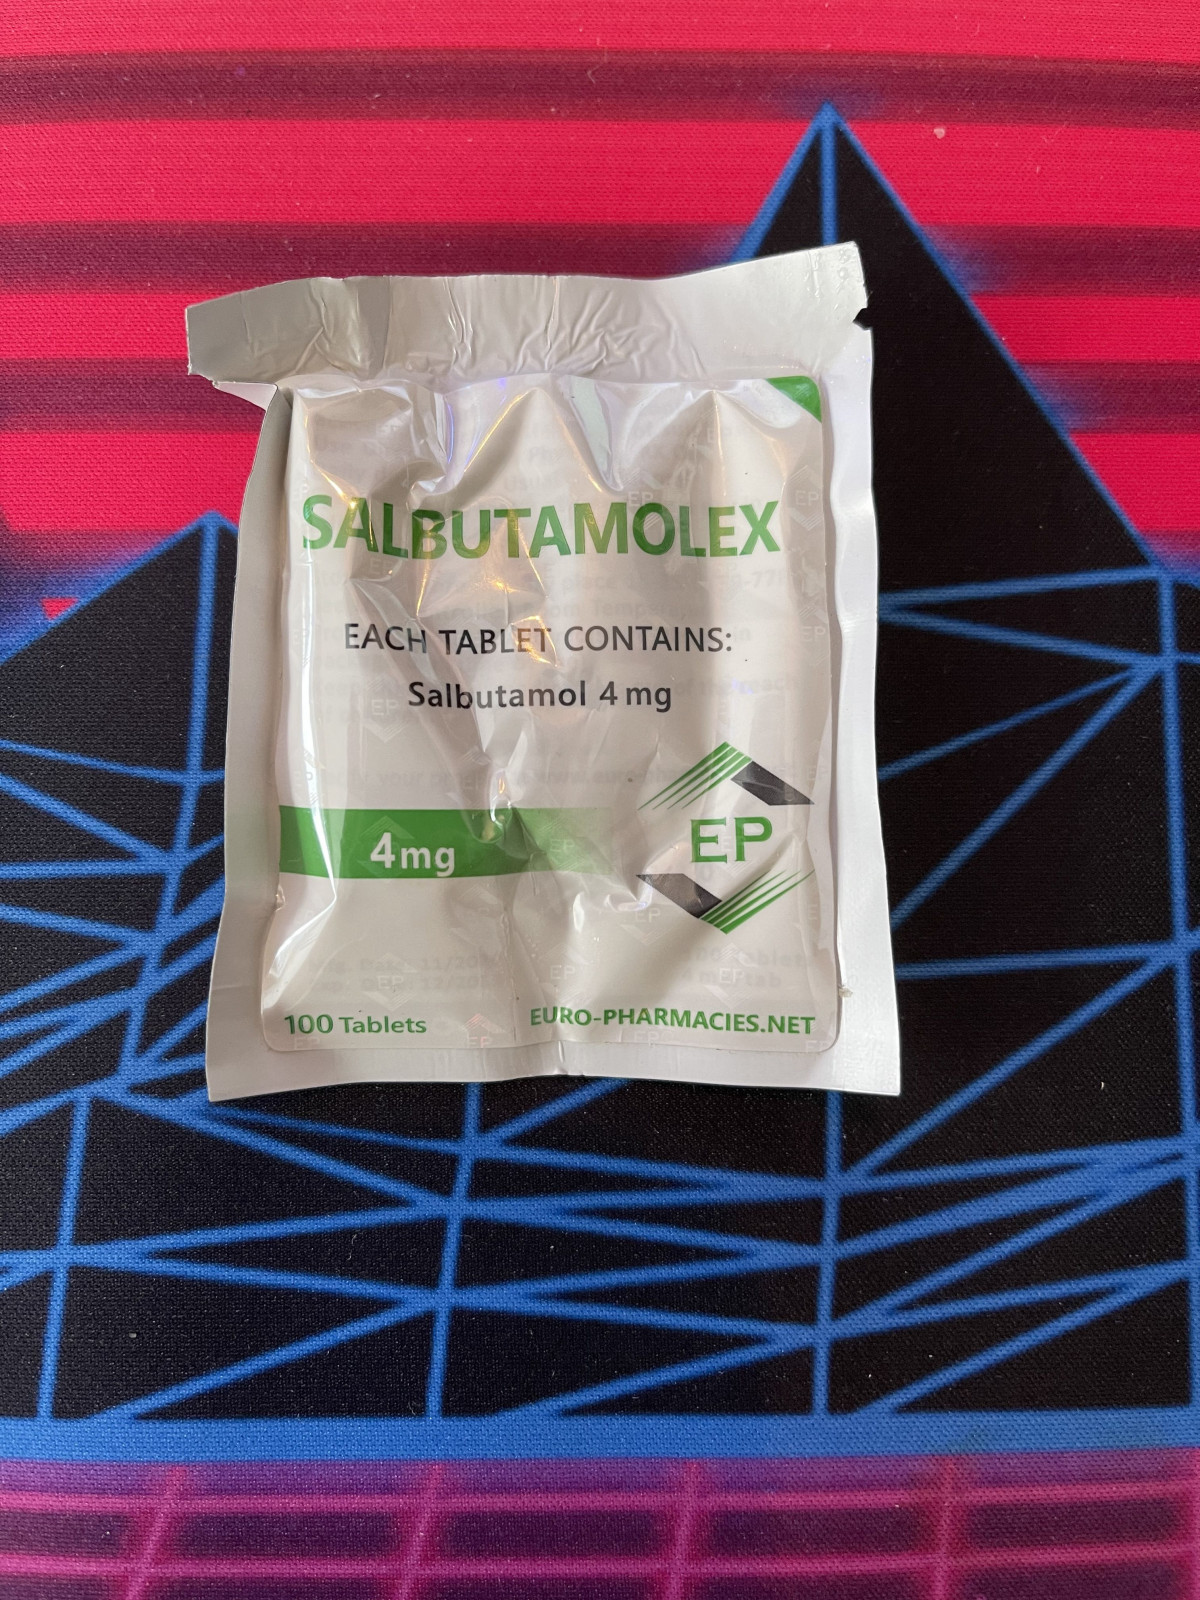 SALBUTAMOLEX
EACH TABLET CONTAINS:
Salbutamol 4 mg
4mg
EP
100 Tablets
EURO-PHARMACIES.NET